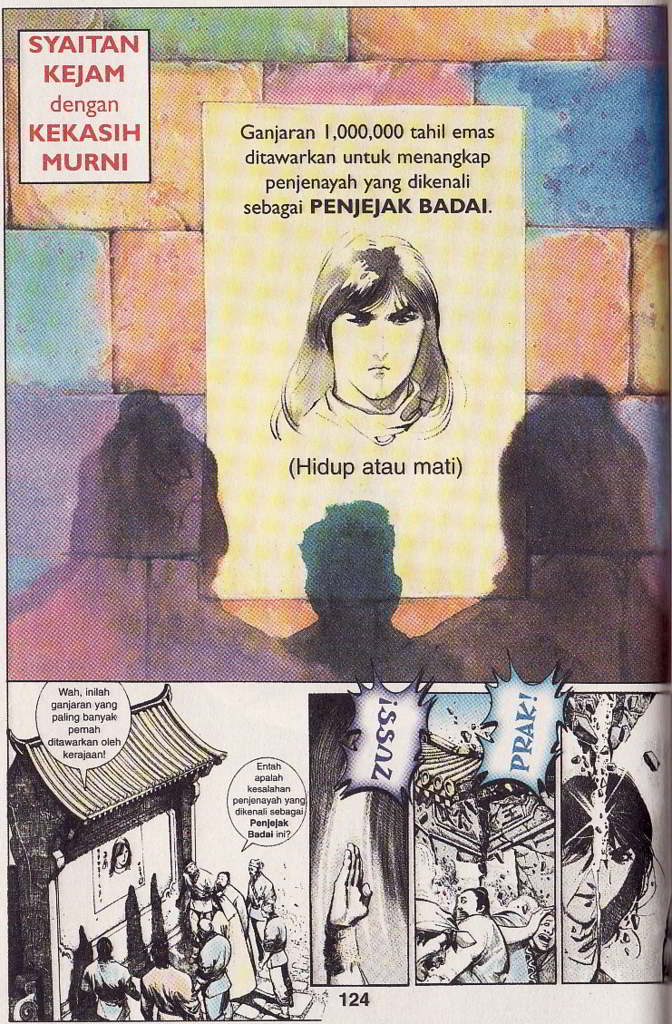 SYAITAN
KEJAM
dengan
KEKASIH
MURNI
Ganjaran 1,000,000 tahil emas
ditawarkan untuk menangkap
penjenayah yang dikenali
sebagai PENJEJAK BADAI.
(Hidup atau mati)
Wah, inilah
ganjaran yang
paling banyak
pernah
ditawarkan oleh
kerajaan!
Entah
apalah
kesalahan
penjenayah yang
dikenali sebagai
Penjejak
Badai ini?
ZUSS!
PRAK!
124